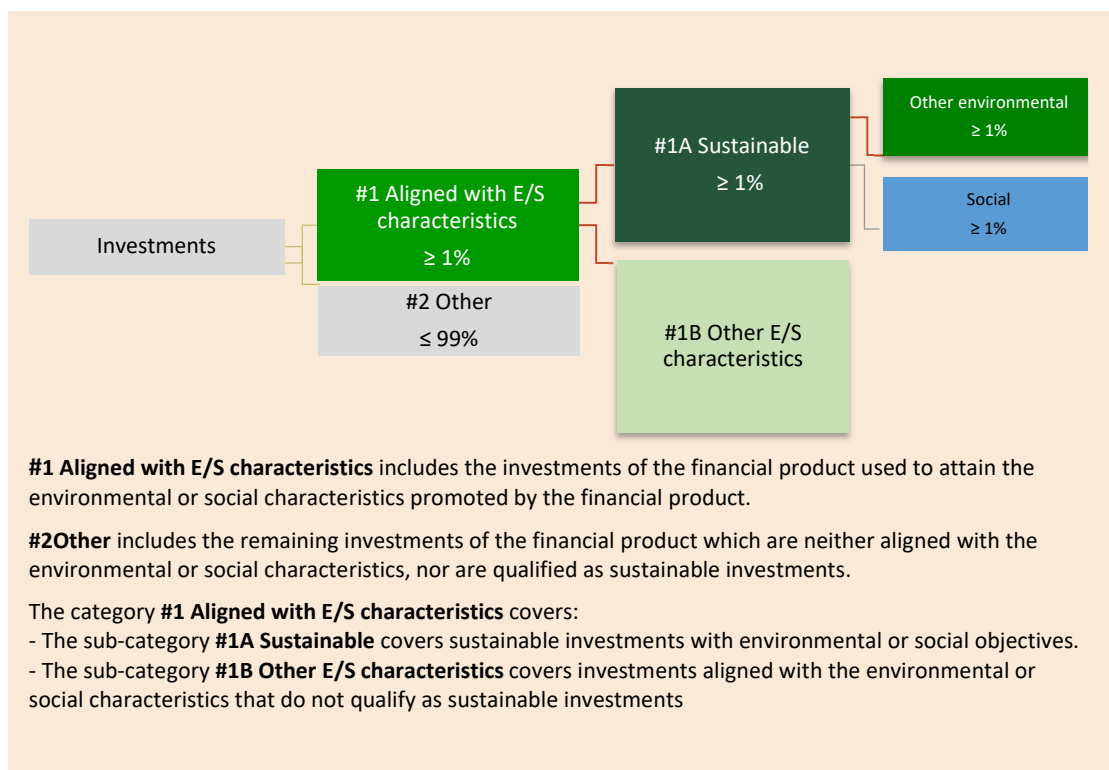 Investments
#1 Aligned with E/S
characteristics
≥ 1%
#2 Other
≤ 99%
#1A Sustainable
≥ 1%
#1B Other E/S
characteristics
Other environmental
≥ 1%
Social
≥ 1%
#1 Aligned with E/S characteristics includes the investments of the financial product used to attain the
environmental or social characteristics promoted by the financial product.
#2Other includes the remaining investments of the financial product which are neither aligned with the
environmental or social characteristics, nor are qualified as sustainable investments.
The category #1 Aligned with E/S characteristics covers:
- The sub-category #1A Sustainable covers sustainable investments with environmental or social objectives.
- The sub-category #1B Other E/S characteristics covers investments aligned with the environmental or
social characteristics that do not qualify as sustainable investments